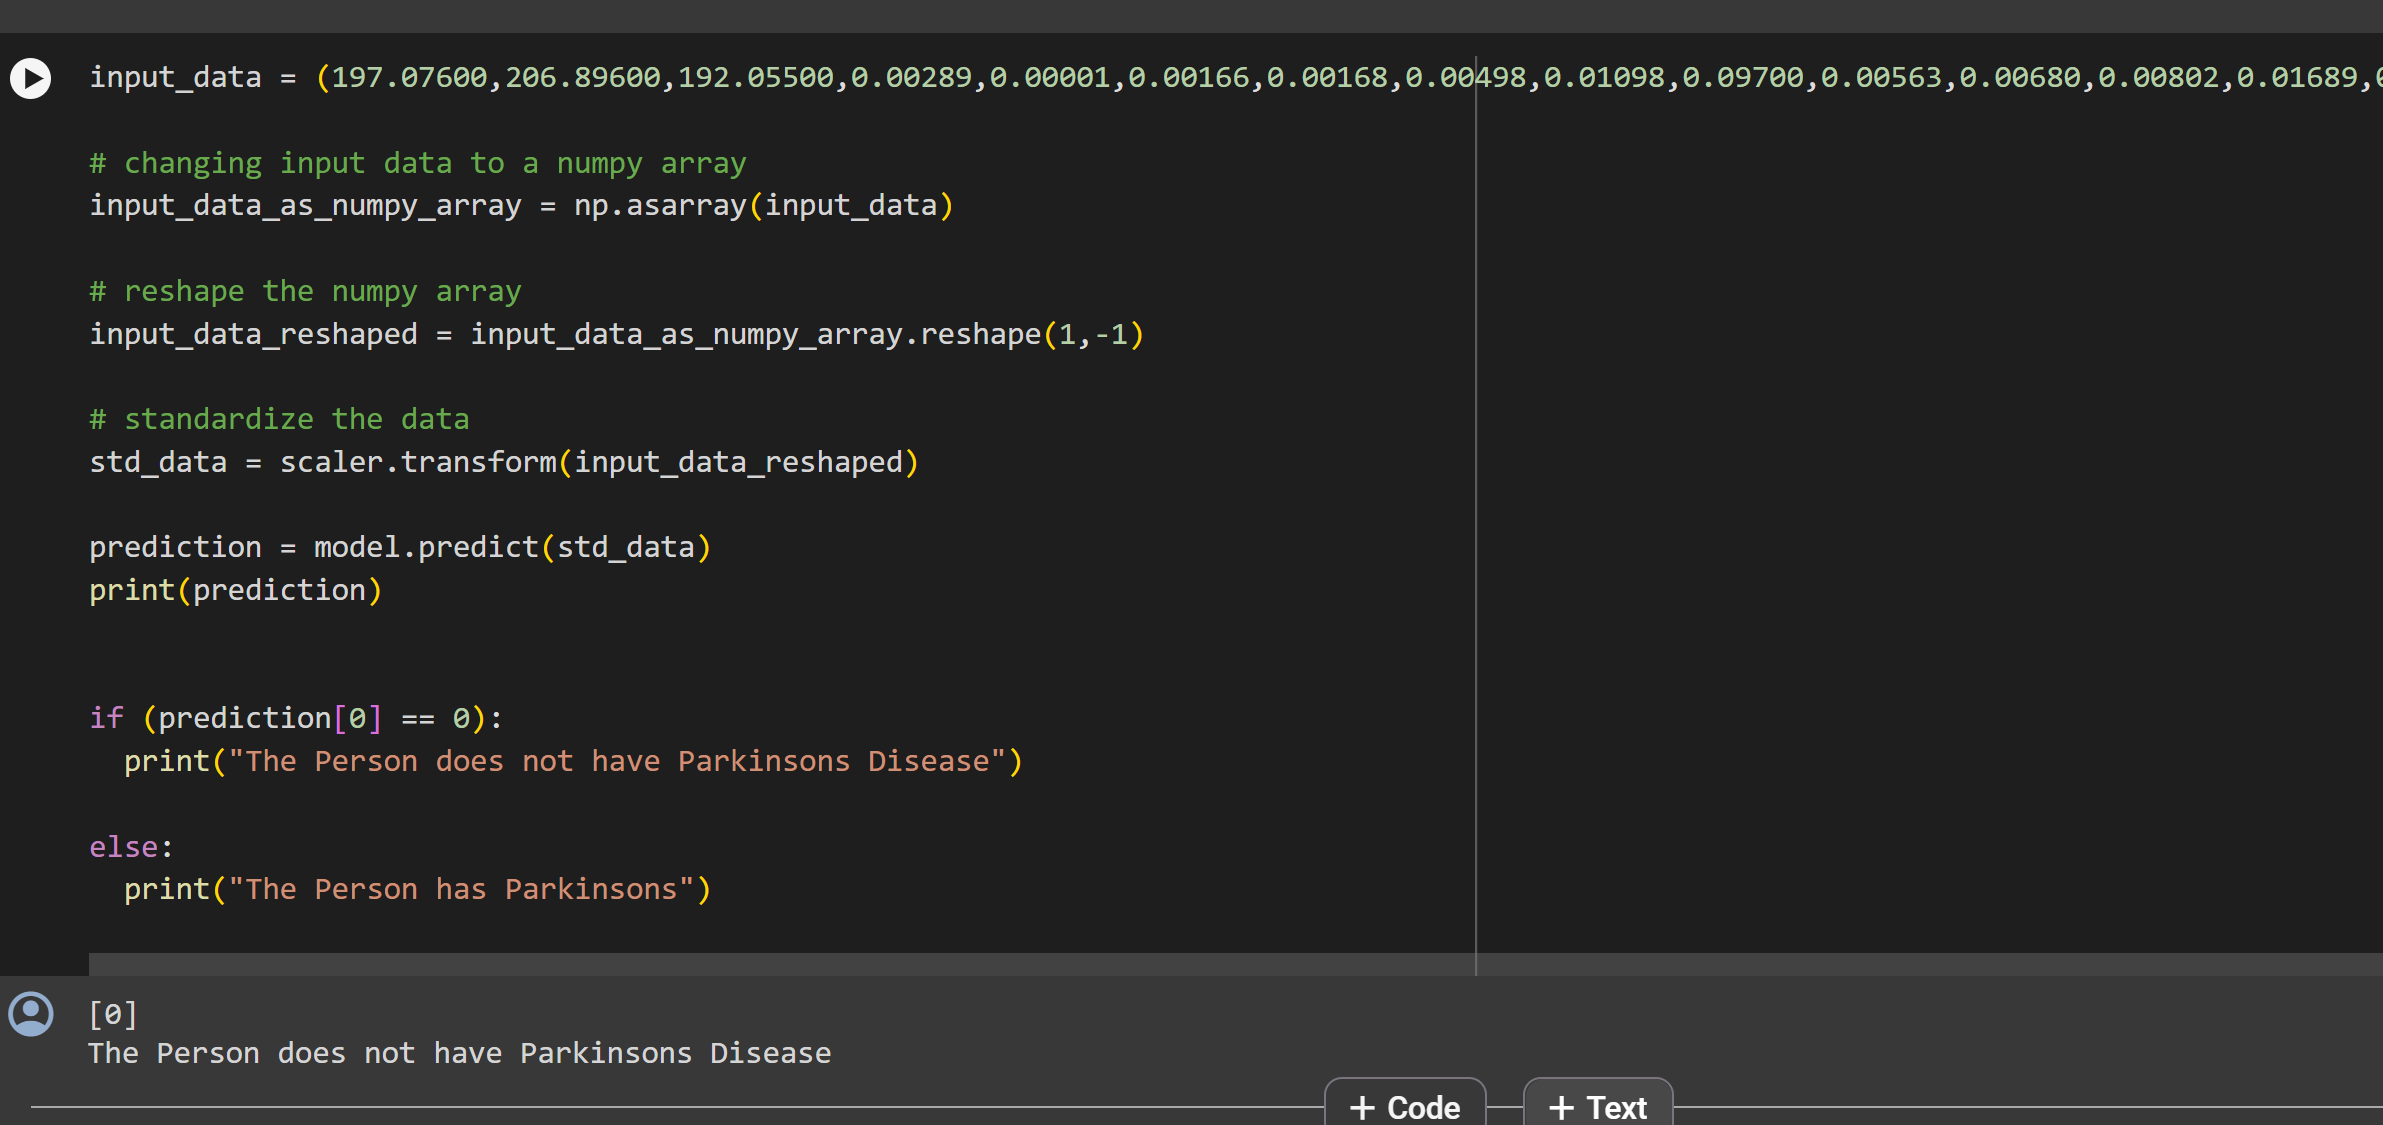 input_data = (197.07600,206.89600,192.05500,0.00289,0.00001,0.00166,0.00168,0.00498,0.01098,0.09700,0.00563,0.00680,0.00802,0.01689,
# changing input data to a numpy array
input_data_as_numpy_array = np.asarray(input_data)
# reshape the numpy array
input_data_reshaped = input_data_as_numpy_array.reshape(1,-1)
# standardize the data
std_data = scaler.transform(input_data_reshaped)
prediction = model.predict(std_data)
print(prediction)
if (prediction[0] == 0):
  print("The Person does not have Parkinsons Disease")
else:
  print("The Person has Parkinsons")
[0]
The Person does not have Parkinsons Disease
+ Code + Text